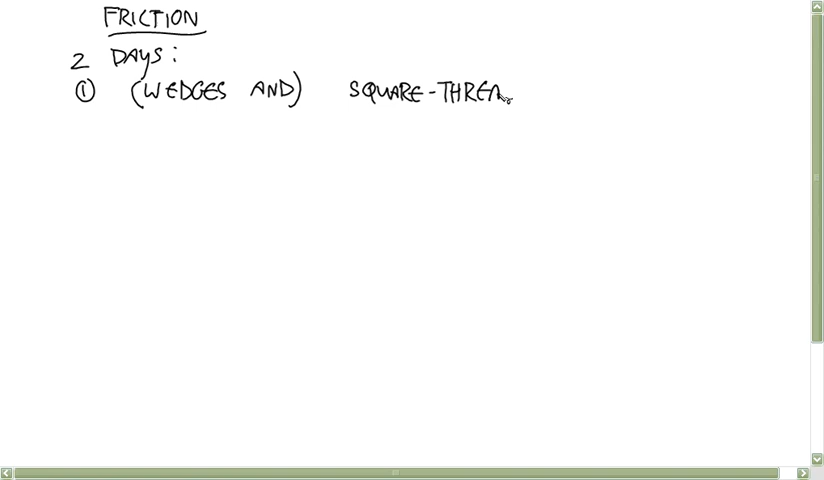 FRICTION
2 DAYS:
① (WEDGES AND) SQUARE-THREA